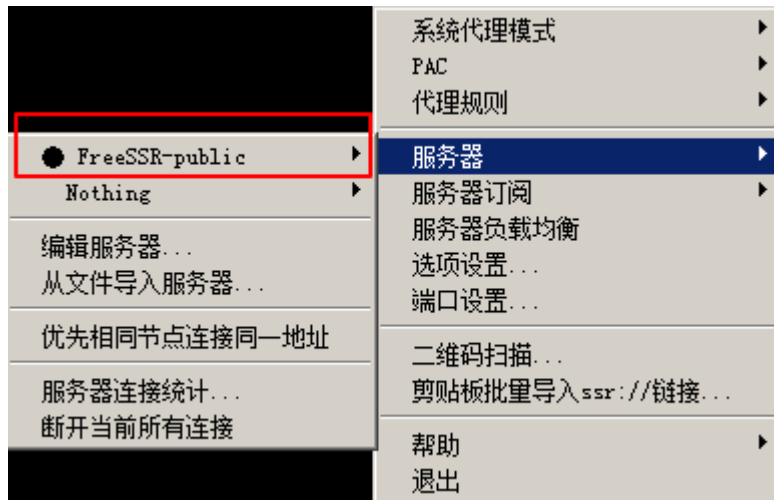 系统代理模式
PAC
代理规则
服务器
服务器订阅
服务器负载均衡
选项设置...
端口设置...
二维码扫描...
剪贴板批量导入ssr://链接...
帮助
退出
FreeSSR-public
Nothing
编辑服务器...
从文件导入服务器...
优先相同节点连接同一地址
服务器连接统计...
断开当前所有连接